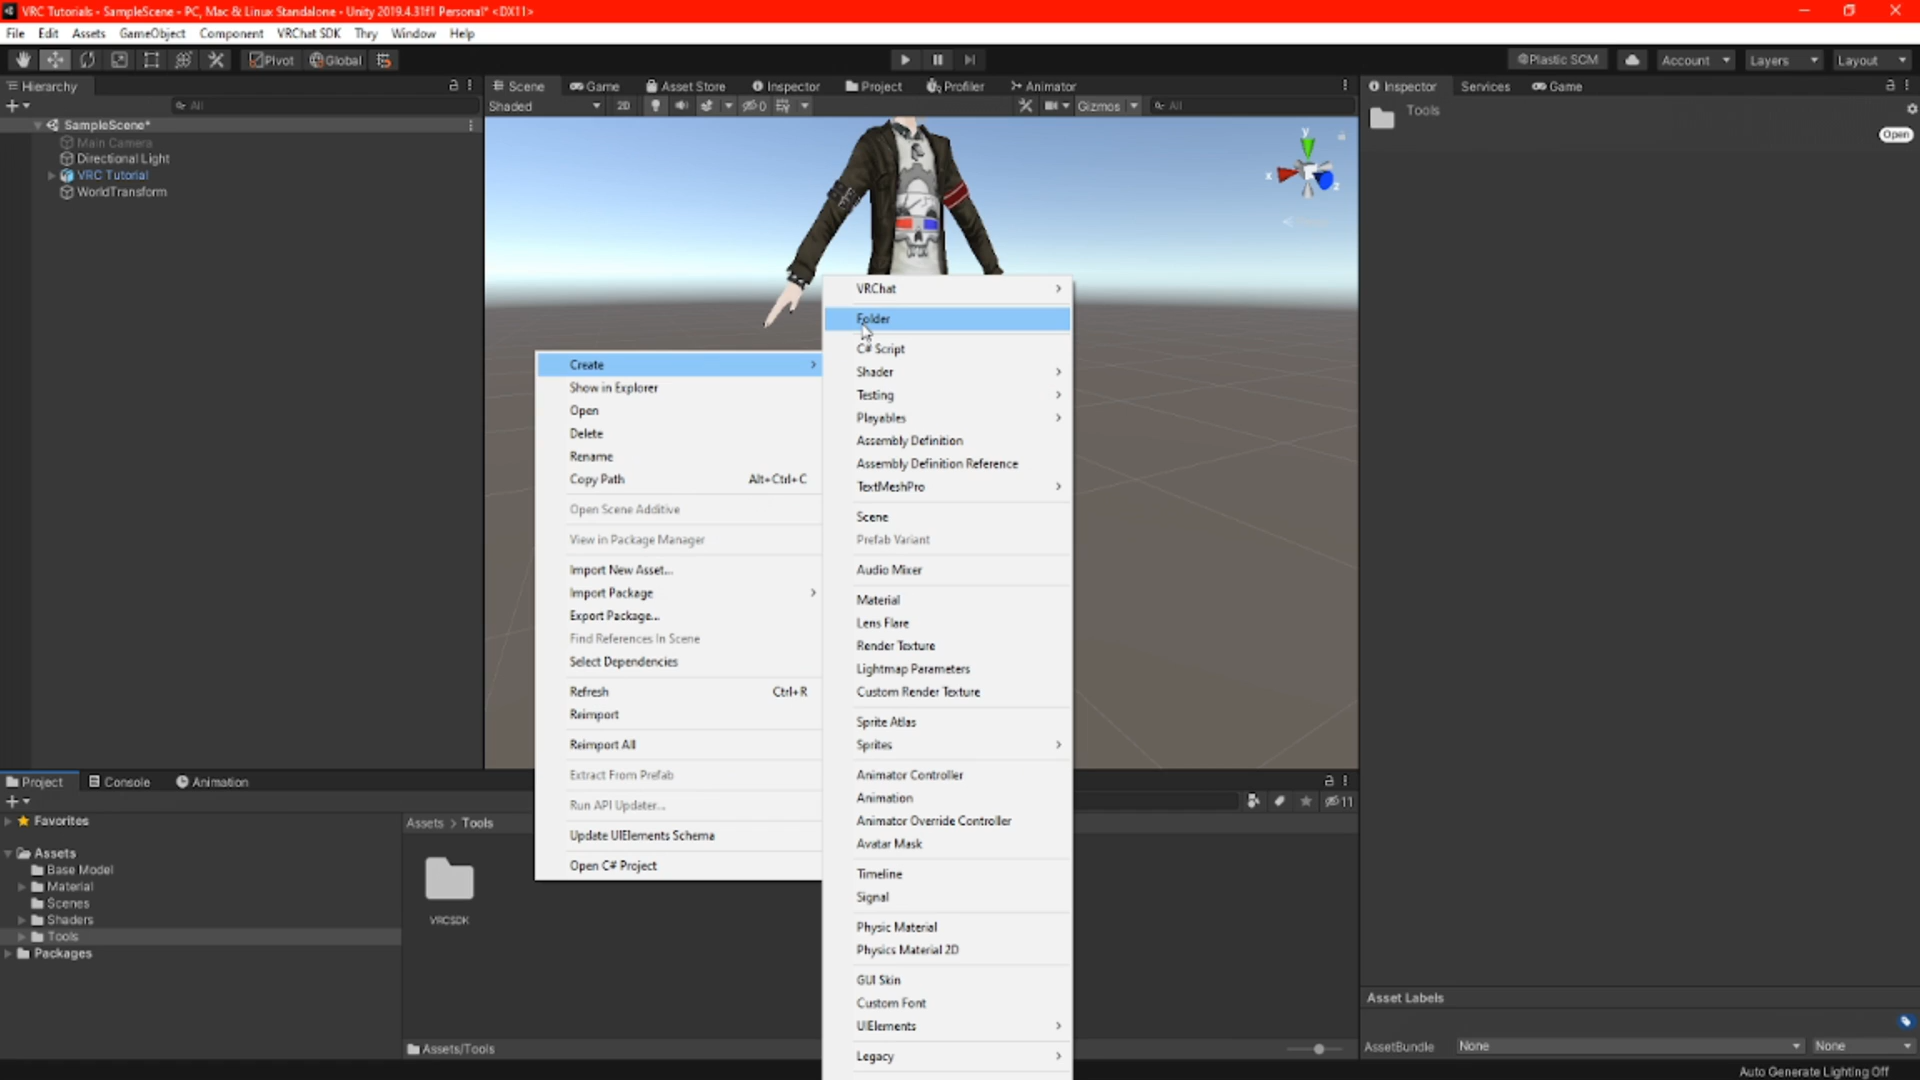 VRC Tutorials - SampleScene - PC, Mac & Linux Standalone - Unity 2019.4.31f1 Personal* <DX11>
File Edit Assets GameObject Component VRChat SDK Thry Window Help
Pivot Global Plastic SCM Account Layers Layout
Hierarchy Scene Game Asset Store Inspector Project Profiler Animator Inspector Services Game
All Shaded 2D 0 Gizmos All
Tools
Open
SampleScene*
Main Camera
Directional Light
VRC Tutorial
WorldTransform
y
x
z
Create
Show in Explorer
Open
Delete
Rename
Copy Path Alt+Ctrl+C
Open Scene Additive
View in Package Manager
Import New Asset...
Import Package
Export Package...
Find References In Scene
Select Dependencies
Refresh Ctrl+R
Reimport
Reimport All
Extract From Prefab
Run API Updater...
Update UIElements Schema
Open C# Project
VRChat
Folder
C# Script
Shader
Testing
Playables
Assembly Definition
Assembly Definition Reference
TextMeshPro
Scene
Prefab Variant
Audio Mixer
Material
Lens Flare
Render Texture
Lightmap Parameters
Custom Render Texture
Sprite Atlas
Sprites
Animator Controller
Animation
Animator Override Controller
Avatar Mask
Timeline
Signal
Physic Material
Physics Material 2D
GUI Skin
Custom Font
UIElements
Legacy
Project Console Animation
11
Favorites
Assets
Base Model
Material
Scenes
Shaders
Tools
Packages
Assets > Tools
VRCSDK
Assets/Tools
Asset Labels
AssetBundle None None
Auto Generate Lighting Off